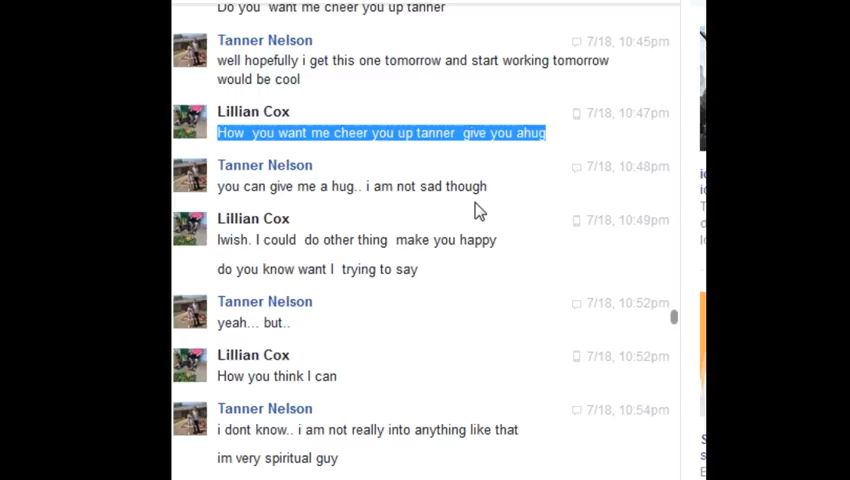 Do you want me cheer you up tanner
Tanner Nelson 7/18, 10:45pm
well hopefully i get this one tomorrow and start working tomorrow
would be cool
Lillian Cox 7/18, 10:47pm
How you want me cheer you up tanner give you ahug
Tanner Nelson 7/18, 10:48pm
you can give me a hug.. i am not sad though
Lillian Cox 7/18, 10:49pm
Iwish. I could do other thing make you happy
do you know want I trying to say
Tanner Nelson 7/18, 10:52pm
yeah... but..
Lillian Cox 7/18, 10:52pm
How you think I can
Tanner Nelson 7/18, 10:54pm
i dont know.. i am not really into anything like that
im very spiritual guy